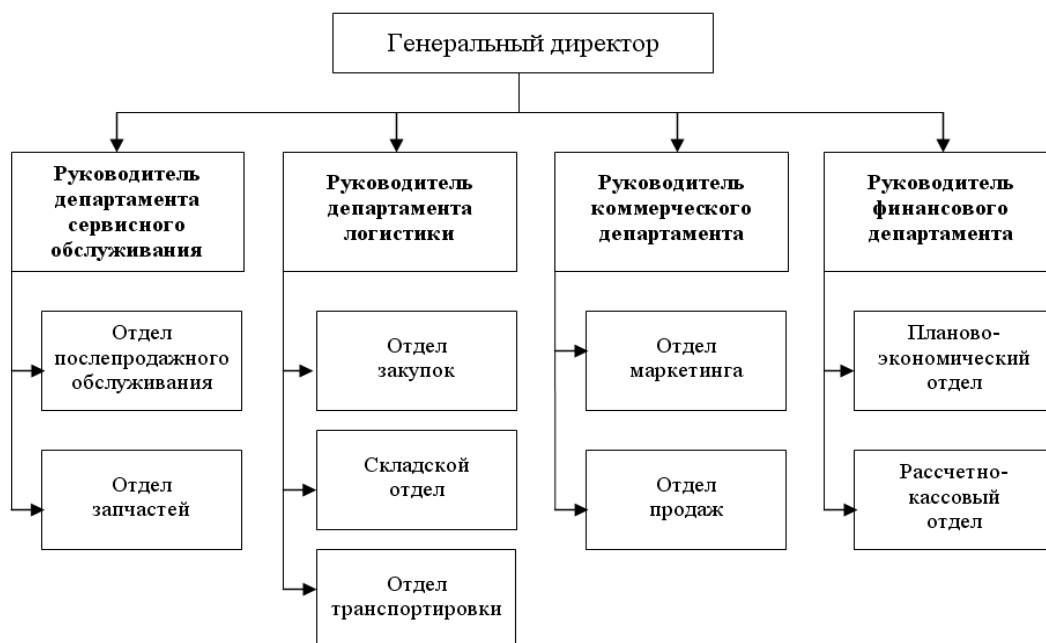 Генеральный директор
Руководитель
департамента
сервисного
обслуживания
Руководитель
департамента
логистики
Руководитель
коммерческого
департамента
Руководитель
финансового
департамента
Отдел
послепродажного
обслуживания
Отдел
закупок
Отдел
маркетинга
Планово-
экономический
отдел
Отдел
запчастей
Складской
отдел
Отдел
продаж
Рассчетно-
кассовый
отдел
Отдел
транспортировки